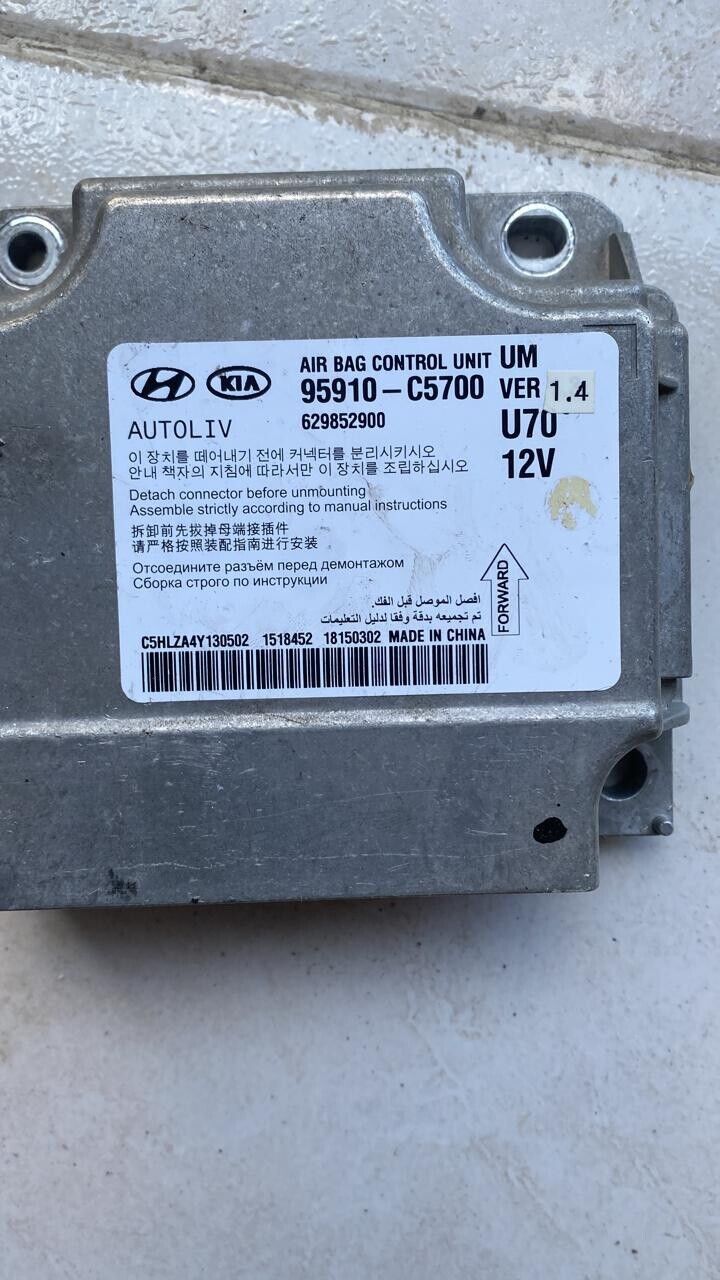 AIR BAG CONTROL UNIT UM
KIA 95910-C5700 VER 1.4
AUTOLIV 629852900 U70
이 장치를 떼어내기 전에 커넥터를 분리시키시오 12V
안내 책자의 지침에 따라서만 이 장치를 조립하십시오
Detach connector before unmbunting
Assemble strictly according to manual instructions
拆卸前先拔掉母端接插件
请严格按照装配指南进行安装
Отсоедините разъём перед демонтажом
Сборка строго по инструкции
افصل الموصل قبل الفك.
تم تجميعه بدقة وفقا لدليل التعليمات
FORWARD
C5HLZA4Y130502 1518452 18150302 MADE IN CHINA